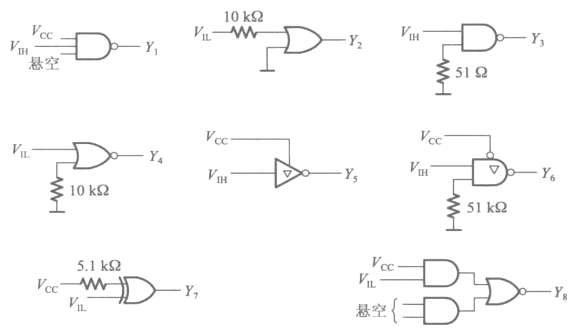 V_CC
V_IH
悬空
Y_1
10 kΩ
V_IL
Y_2
V_IH
51 Ω
Y_3
V_IL
10 kΩ
Y_4
V_CC
V_IH
Y_5
V_CC
V_IH
51 kΩ
Y_6
5.1 kΩ
V_CC
V_IL
Y_7
V_CC
V_IL
悬空
Y_8